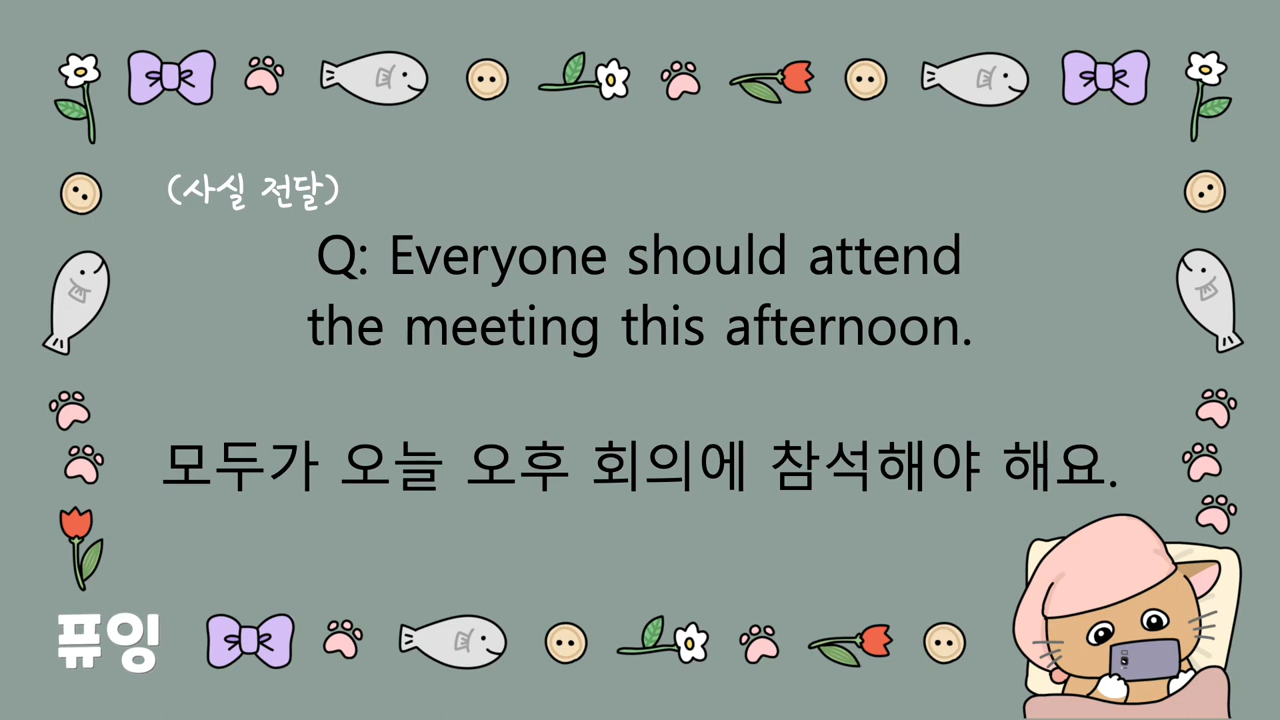 (사실 전달)
Q: Everyone should attend
the meeting this afternoon.
모두가 오늘 오후 회의에 참석해야 해요.
퓨잉